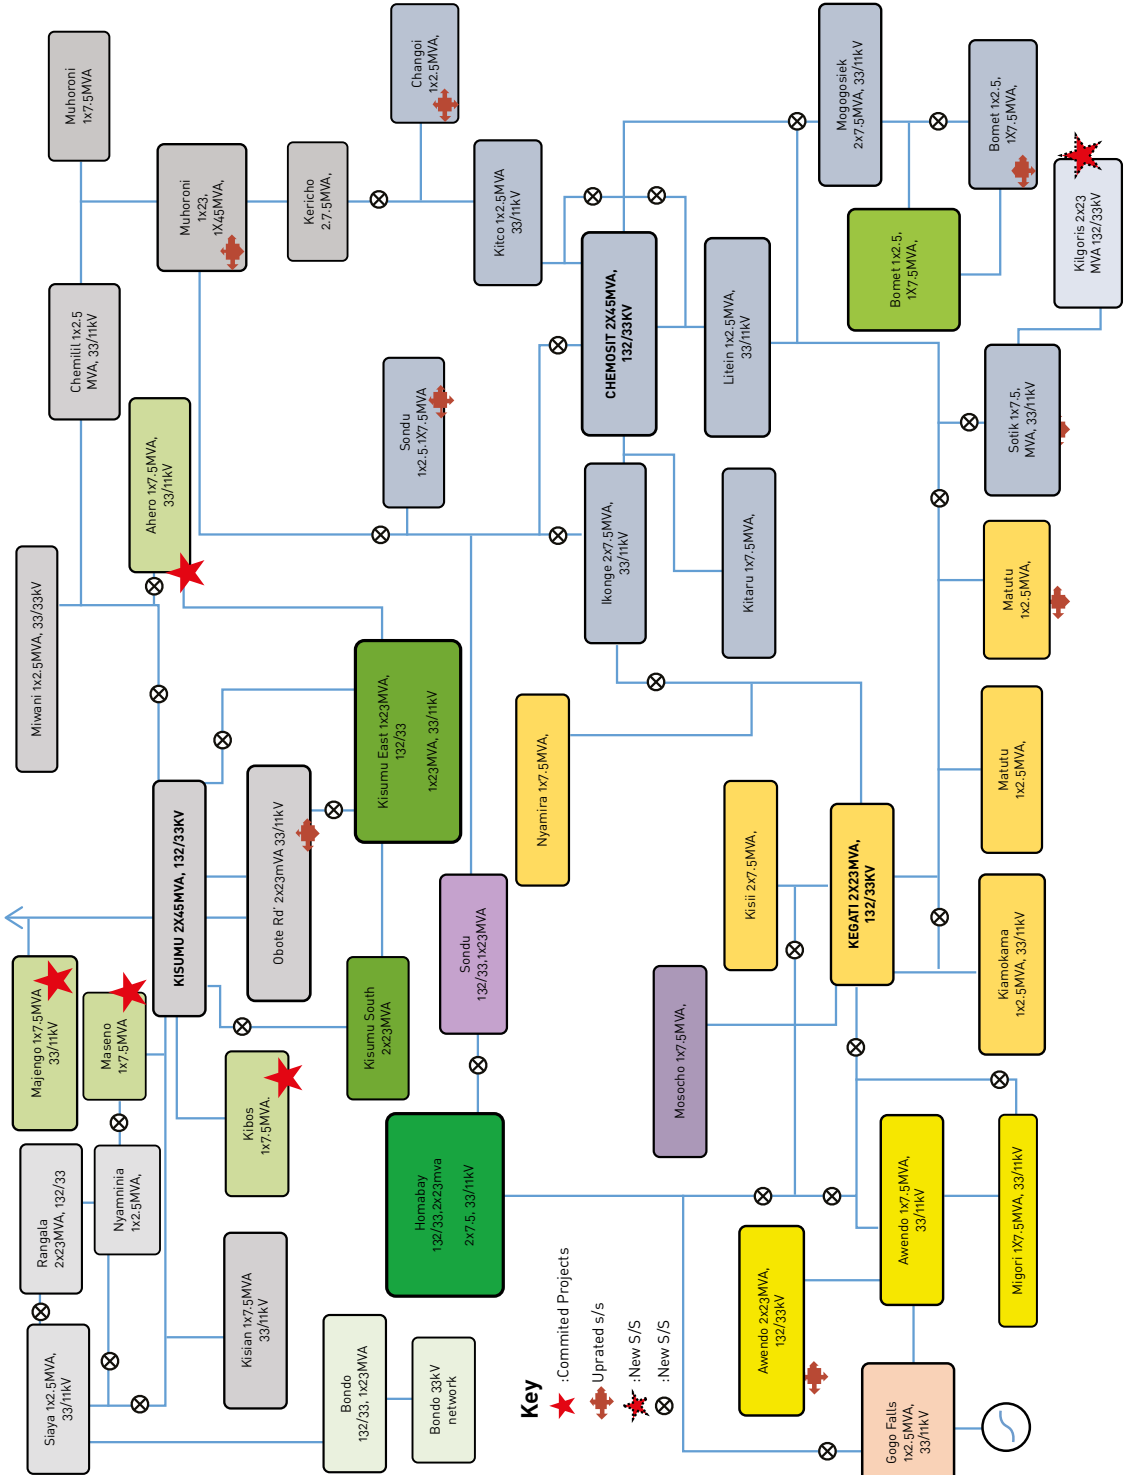 Muhoroni
1x7.5MVA
Changoi
1x2.5MVA,
Mogogosiek
2x7.5MVA, 33/11kV
Bomet 1x2.5,
1X7.5MVA,
Muhoroni
1x23,
1X45MVA,
Kericho
2.7.5MVA,
Kitco 1x2.5MVA
33/11kV
Bomet 1x2.5,
1X7.5MVA,
Kilgoris 2x23
MVA 132/33kV
Chemilil 1x2.5
MVA, 33/11kV
CHEMOSIT 2X45MVA,
132/33KV
Litein 1x2.5MVA,
33/11kV
Ahero 1x7.5MVA,
33/11kV
Sondu
1x2.5.1X7.5MVA
Sotik 1x7.5,
MVA, 33/11kV
Miwani 1x2.5MVA, 33/33kV
Ikonge 2x7.5MVA,
33/11kV
Kitaru 1x7.5MVA,
Matutu
1x2.5MVA,
Kisumu East 1x23MVA,
132/33
1x23MVA, 33/11kV
Nyamira 1x7.5MVA,
Matutu
1x2.5MVA,
KISUMU 2X45MVA, 132/33KV
Obote Rd' 2x23mVA 33/11kV
Kisii 2x7.5MVA,
KEGATI 2X23MVA,
132/33KV
Kiamokama
1x2.5MVA, 33/11kV
Majengo 1x7.5MVA
33/11kV
Maseno
1x7.5MVA
Kisumu South
2x23MVA
Sondu
132/33,1x23MVA
Mosocho 1x7.5MVA,
Kibos
1x7.5MVA.
Rangala
2x23MVA, 132/33
Nyamninia
1x2.5MVA,
Homabay
132/33,2x23mva
2x7.5, 33/11kV
Awendo 1x7.5MVA,
33/11kV
Migori 1X7.5MVA, 33/11kV
Awendo 2x23MVA,
132/33kV
Siaya 1x2.5MVA,
33/11kV
Kisian 1x7.5MVA
33/11kV
Bondo
132/33, 1x23MVA
Bondo 33kV
network
Gogo Falls
1x2.5MVA,
33/11kV
Key
:Commited Projects
Uprated s/s
:New S/S
:New S/S